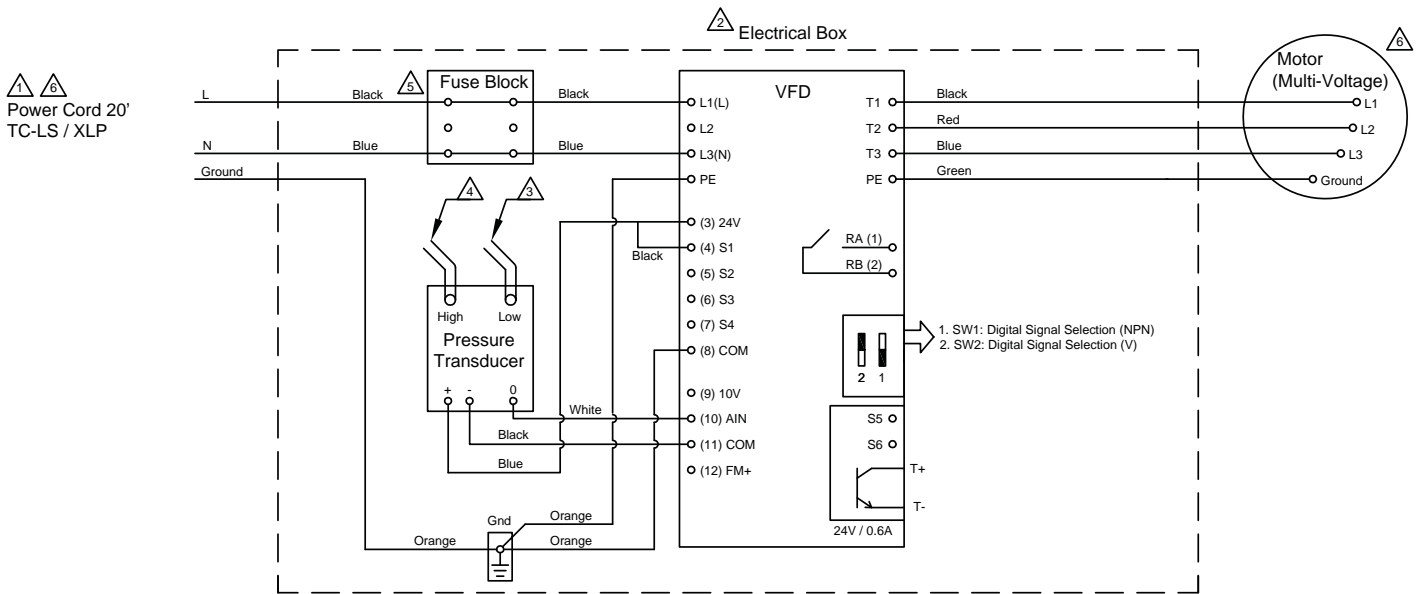 2
Electrical Box
1 6
Power Cord 20'
TC-LS / XLP
L
Black
5
Fuse Block
Black
L1(L)
L2
N
Blue
Blue
L3(N)
Ground
PE
VFD
T1
Black
T2
Red
T3
Blue
PE
Green
6
Motor
(Multi-Voltage)
L1
L2
L3
Ground
4
3
(3) 24V
(4) S1
Black
(5) S2
(6) S3
(7) S4
(8) COM
(9) 10V
(10) AIN
(11) COM
(12) FM+
RA (1)
RB (2)
High
Low
Pressure
Transducer
+ - 0
White
Black
Blue
2 1
1. SW1: Digital Signal Selection (NPN)
2. SW2: Digital Signal Selection (V)
S5
S6
T+
T-
24V / 0.6A
Gnd
Orange
Orange
Orange